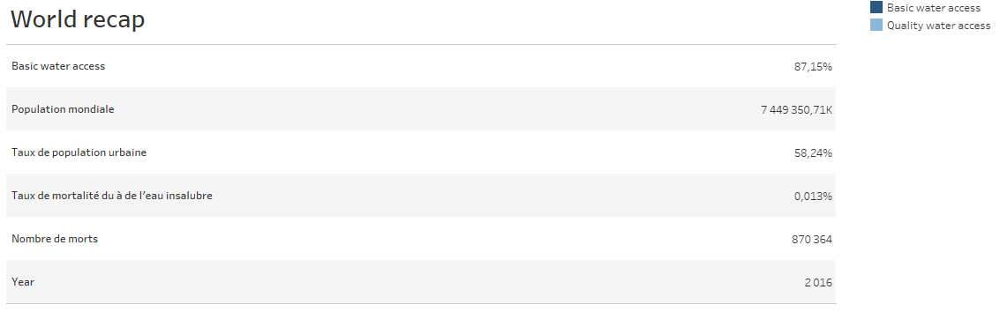 World recap
Basic water access
Quality water access
Basic water access 87,15%
Population mondiale 7 449 350,71K
Taux de population urbaine 58,24%
Taux de mortalité du à de l'eau insalubre 0,013%
Nombre de morts 870 364
Year 2 016